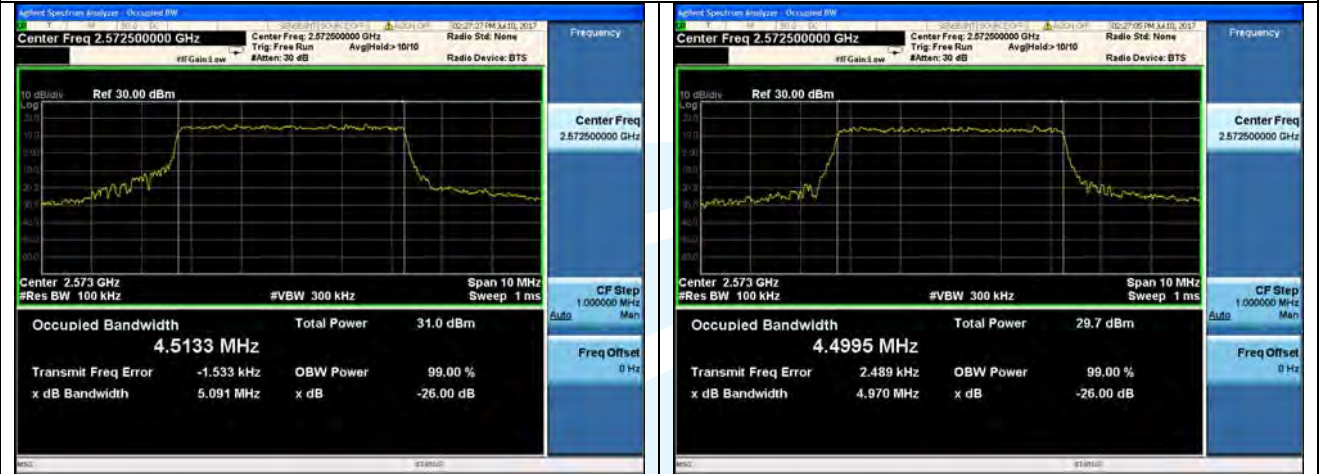 Agilent Spectrum Analyzer - Occupied BW
Center Freq 2.572500000 GHz
Center Freq: 2.572500000 GHz
Trig: Free Run
Avg|Hold:> 10/10
#IFGain:Low
#Atten: 30 dB
02:27:27 PM Jul 10, 2017
Radio Std: None
Radio Device: BTS
Frequency
10 dB/div
Ref 30.00 dBm
Log
Center Freq
2.572500000 GHz
Center 2.573 GHz
Span 10 MHz
#Res BW 100 kHz
#VBW 300 kHz
Sweep 1 ms
CF Step
1.000000 MHz
Auto Man
Occupied Bandwidth
Total Power 31.0 dBm
4.5133 MHz
Freq Offset
0 Hz
Transmit Freq Error -1.533 kHz OBW Power 99.00 %
x dB Bandwidth 5.091 MHz x dB -26.00 dB
MSG
STATUS
Agilent Spectrum Analyzer - Occupied BW
Center Freq 2.572500000 GHz
Center Freq: 2.572500000 GHz
Trig: Free Run
Avg|Hold:> 10/10
#IFGain:Low
#Atten: 30 dB
02:27:05 PM Jul 10, 2017
Radio Std: None
Radio Device: BTS
Frequency
10 dB/div
Ref 30.00 dBm
Log
Center Freq
2.572500000 GHz
Center 2.573 GHz
Span 10 MHz
#Res BW 100 kHz
#VBW 300 kHz
Sweep 1 ms
CF Step
1.000000 MHz
Auto Man
Occupied Bandwidth
Total Power 29.7 dBm
4.4995 MHz
Freq Offset
0 Hz
Transmit Freq Error 2.489 kHz OBW Power 99.00 %
x dB Bandwidth 4.970 MHz x dB -26.00 dB
MSG
STATUS